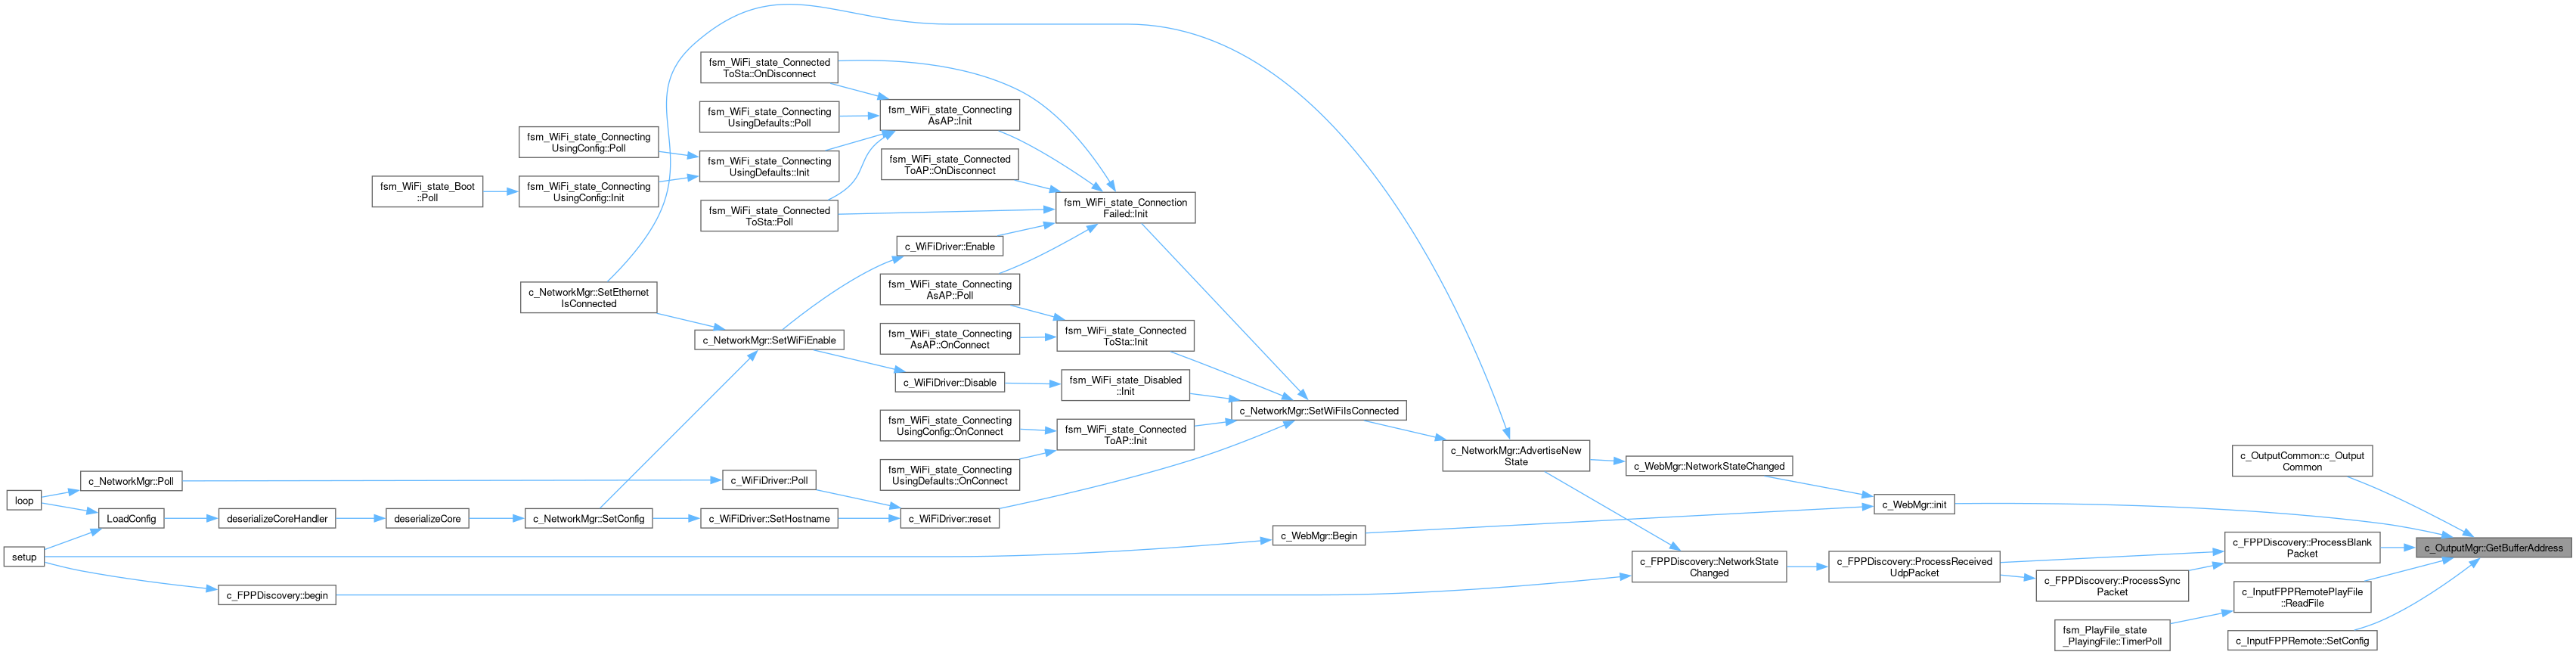 fsm_WiFi_state_Connected
ToSta::OnDisconnect
fsm_WiFi_state_Connecting
UsingDefaults::Poll
fsm_WiFi_state_Connecting
AsAP::Init
fsm_WiFi_state_Connecting
UsingConfig::Poll
fsm_WiFi_state_Connecting
UsingDefaults::Init
fsm_WiFi_state_Connected
ToAP::OnDisconnect
fsm_WiFi_state_Boot
::Poll
fsm_WiFi_state_Connecting
UsingConfig::Init
fsm_WiFi_state_Connected
ToSta::Poll
fsm_WiFi_state_Connection
Failed::Init
c_WiFiDriver::Enable
c_NetworkMgr::SetEthernet
IsConnected
fsm_WiFi_state_Connecting
AsAP::Poll
c_NetworkMgr::SetWiFiEnable
fsm_WiFi_state_Connecting
AsAP::OnConnect
fsm_WiFi_state_Connected
ToSta::Init
c_WiFiDriver::Disable
fsm_WiFi_state_Disabled
::Init
c_NetworkMgr::SetWiFiIsConnected
fsm_WiFi_state_Connecting
UsingConfig::OnConnect
fsm_WiFi_state_Connected
ToAP::Init
fsm_WiFi_state_Connecting
UsingDefaults::OnConnect
c_NetworkMgr::AdvertiseNew
State
c_WebMgr::NetworkStateChanged
c_OutputCommon::c_Output
Common
loop
c_NetworkMgr::Poll
c_WiFiDriver::Poll
c_WebMgr::init
LoadConfig
deserializeCoreHandler
deserializeCore
c_NetworkMgr::SetConfig
c_WiFiDriver::SetHostname
c_WiFiDriver::reset
c_WebMgr::Begin
setup
c_FPPDiscovery::ProcessBlank
Packet
c_OutputMgr::GetBufferAddress
c_FPPDiscovery::begin
c_FPPDiscovery::NetworkState
Changed
c_FPPDiscovery::ProcessReceived
UdpPacket
c_FPPDiscovery::ProcessSync
Packet
c_InputFPPRemotePlayFile
::ReadFile
fsm_PlayFile_state
_PlayingFile::TimerPoll
c_InputFPPRemote::SetConfig